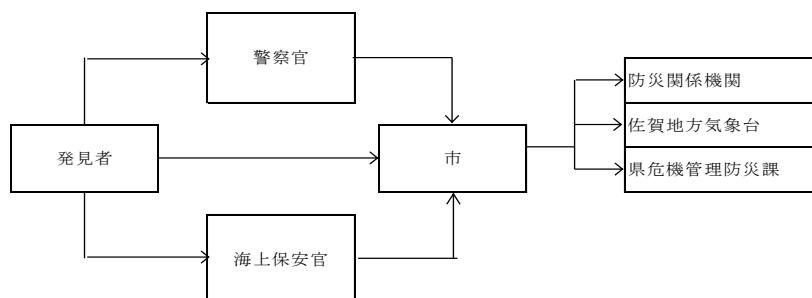 警察官
防災関係機関
佐賀地方気象台
発見者
市
県危機管理防災課
海上保安官